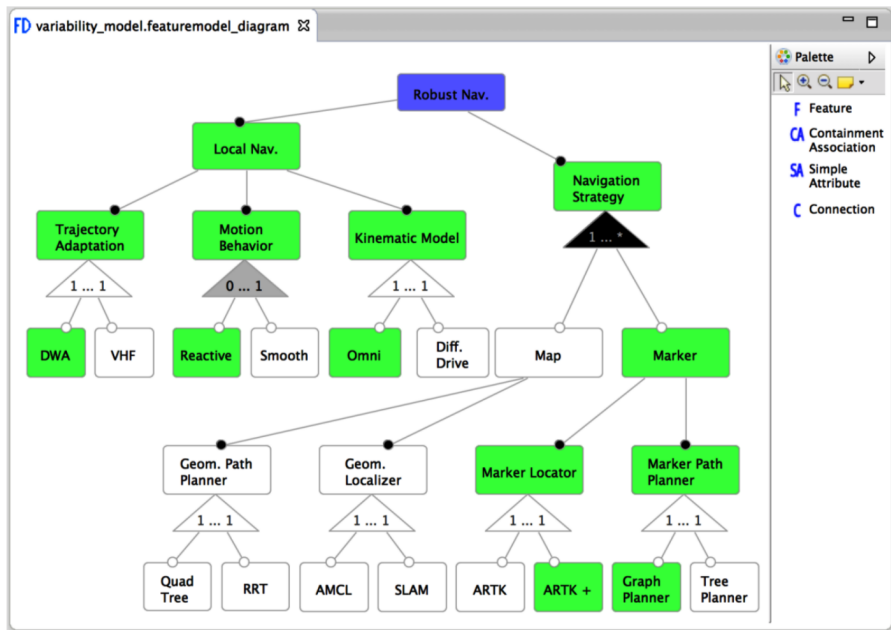 FD variability_model.featuremodel_diagram
Palette
Robust Nav.
F Feature
CA Containment
Association
SA Simple
Attribute
C Connection
Local Nav.
Navigation
Strategy
1 ... *
Trajectory
Adaptation
Motion
Behavior
Kinematic Model
1 ... 1
0 ... 1
1 ... 1
DWA
VHF
Reactive
Smooth
Omni
Diff.
Drive
Map
Marker
Geom. Path
Planner
Geom.
Localizer
Marker Locator
Marker Path
Planner
1 ... 1
1 ... 1
1 ... 1
1 ... 1
Quad
Tree
RRT
AMCL
SLAM
ARTK
ARTK +
Graph
Planner
Tree
Planner